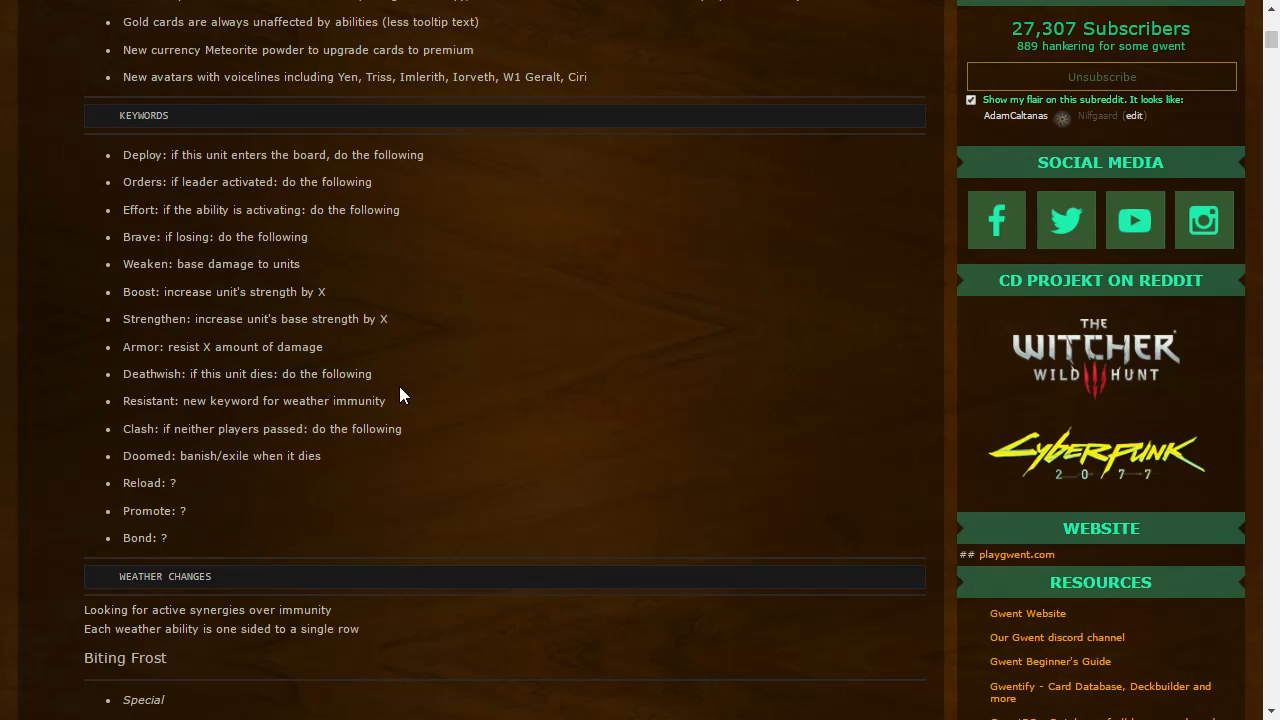 Gold cards are always unaffected by abilities (less tooltip text)
New currency Meteorite powder to upgrade cards to premium
New avatars with voicelines including Yen, Triss, Imlerith, Iorveth, W1 Geralt, Ciri
KEYWORDS
Deploy: if this unit enters the board, do the following
Orders: if leader activated: do the following
Effort: if the ability is activating: do the following
Brave: if losing: do the following
Weaken: base damage to units
Boost: increase unit's strength by X
Strengthen: increase unit's base strength by X
Armor: resist X amount of damage
Deathwish: if this unit dies: do the following
Resistant: new keyword for weather immunity
Clash: if neither players passed: do the following
Doomed: banish/exile when it dies
Reload: ?
Promote: ?
Bond: ?
WEATHER CHANGES
Looking for active synergies over immunity
Each weather ability is one sided to a single row
Biting Frost
Special
27,307 Subscribers
889 hankering for some gwent
Unsubscribe
Show my flair on this subreddit. It looks like:
AdamCaltanas Nilfgaard (edit)
SOCIAL MEDIA
CD PROJEKT ON REDDIT
THE
WITCHER
WILD HUNT
CYBERPUNK
2077
WEBSITE
## playgwent.com
RESOURCES
Gwent Website
Our Gwent discord channel
Gwent Beginner's Guide
Gwentify - Card Database, Deckbuilder and
more